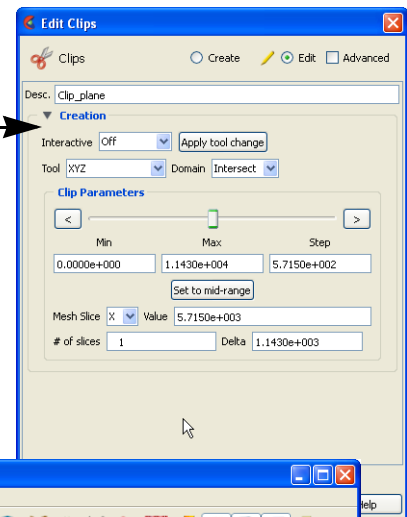 Edit Clips
Clips Create Edit Advanced
Desc. Clip_plane
Creation
Interactive Off Apply tool change
Tool XYZ Domain Intersect
Clip Parameters
< >
Min Max Step
0.0000e+000 1.1430e+004 5.7150e+002
Set to mid-range
Mesh Slice X Value 5.7150e+003
# of slices 1 Delta 1.1430e+003
Help